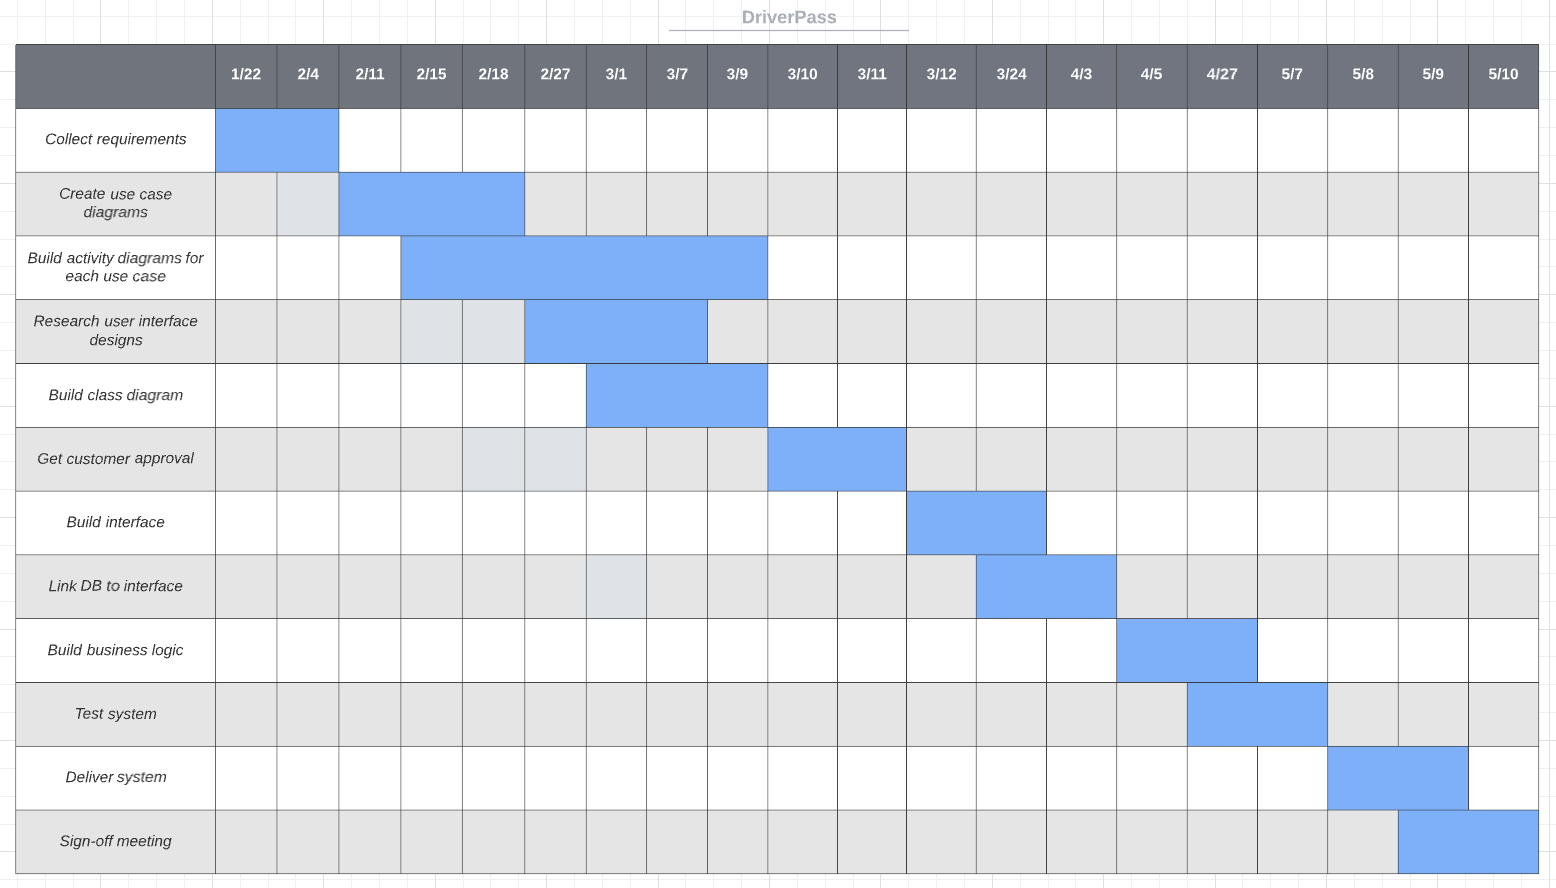 DriverPass
1/22 2/4 2/11 2/15 2/18 2/27 3/1 3/7 3/9 3/10 3/11 3/12 3/24 4/3 4/5 4/27 5/7 5/8 5/9 5/10
Collect requirements
Create use case
diagrams
Build activity diagrams for
each use case
Research user interface
designs
Build class diagram
Get customer approval
Build interface
Link DB to interface
Build business logic
Test system
Deliver system
Sign-off meeting